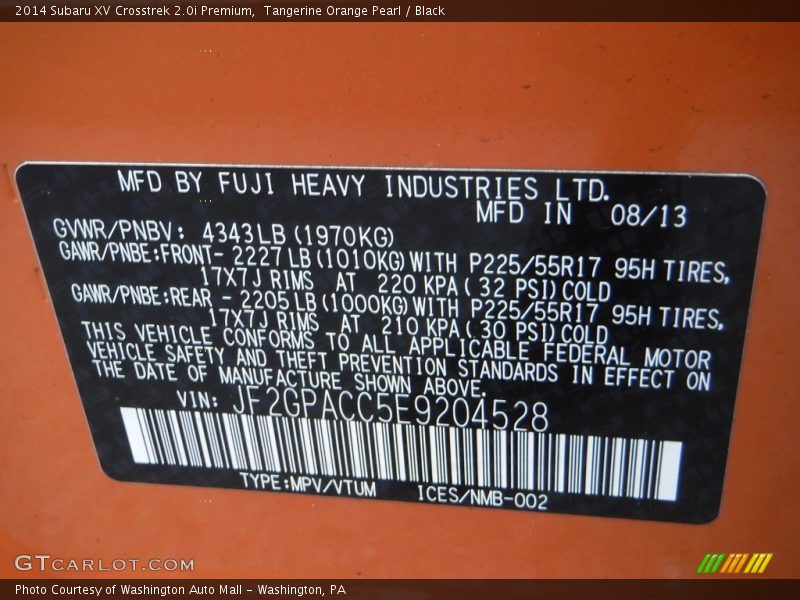 2014 Subaru XV Crosstrek 2.0i Premium,  Tangerine Orange Pearl / Black
MFD BY FUJI HEAVY INDUSTRIES LTD.
MFD IN 08/13
GVWR/PNBV: 4343LB (1970KG)
GAWR/PNBE:FRONT- 2227 LB (1010KG) WITH P225/55R17 95H TIRES,
17X7J RIMS AT 220 KPA ( 32 PSI) COLD
GAWR/PNBE:REAR - 2205 LB (1000KG) WITH P225/55R17 95H TIRES,
17X7J RIMS AT 210 KPA ( 30 PSI) COLD
THIS VEHICLE CONFORMS TO ALL APPLICABLE FEDERAL MOTOR
VEHICLE SAFETY AND THEFT PREVENTION STANDARDS IN EFFECT ON
THE DATE OF MANUFACTURE SHOWN ABOVE.
VIN: JF2GPACC5E9204528
TYPE:MPV/VTUM ICES/NMB-002
GTCARLOT.COM
Photo Courtesy of Washington Auto Mall - Washington, PA